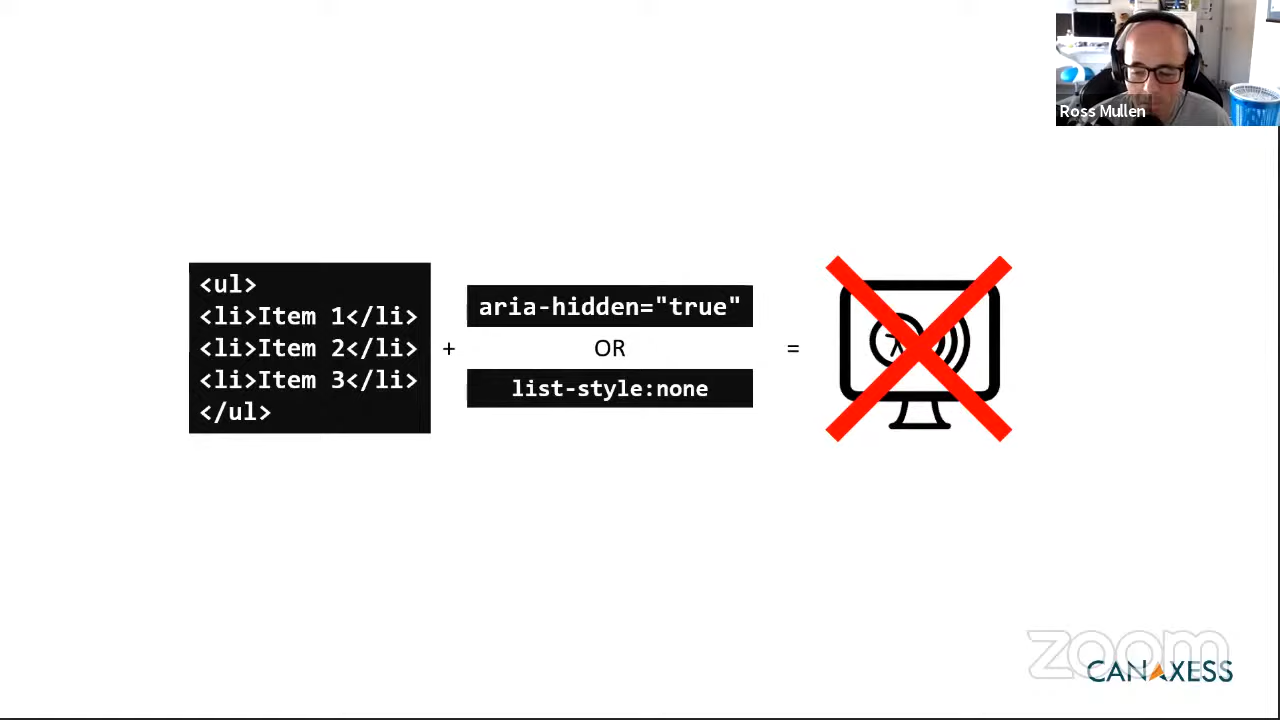 Ross Mullen
<ul>
<li>Item 1</li>
<li>Item 2</li>
<li>Item 3</li>
</ul>
+
aria-hidden="true"
OR
list-style:none
=
zoom
CANAXESS